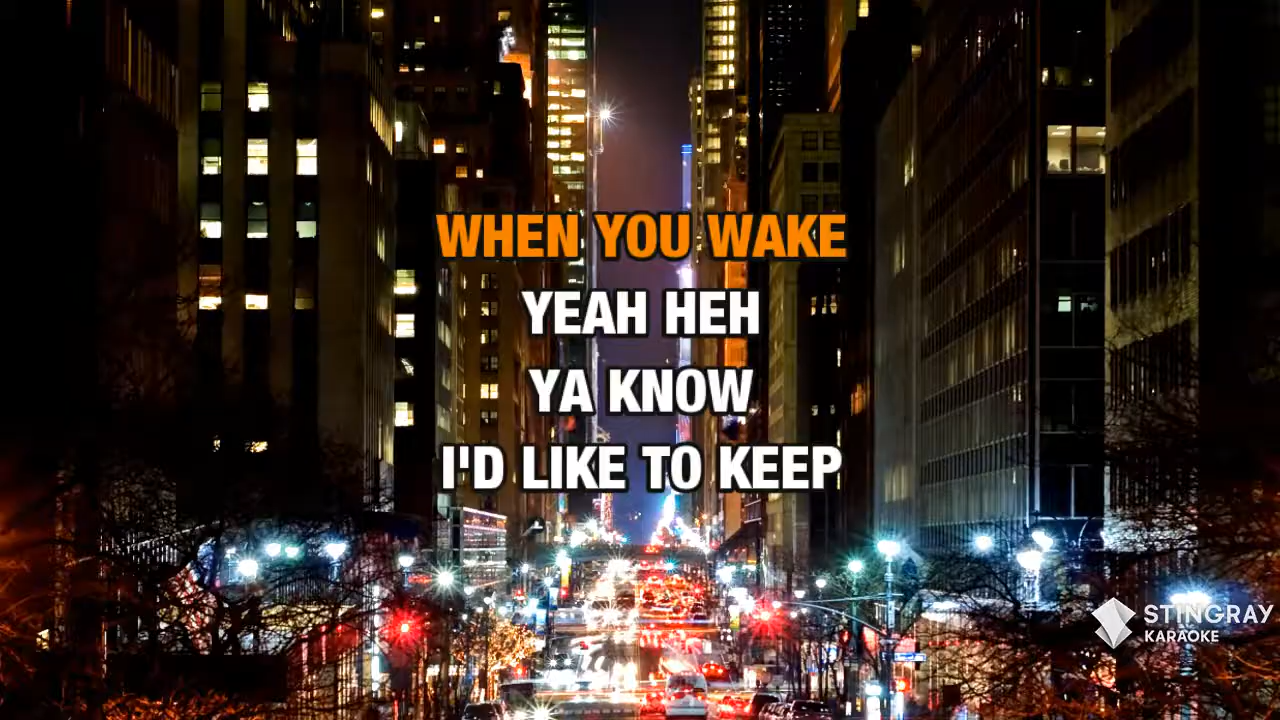 WHEN YOU WAKE
YEAH HEH
YA KNOW
I'D LIKE TO KEEP
STINGRAY
KARAOKE